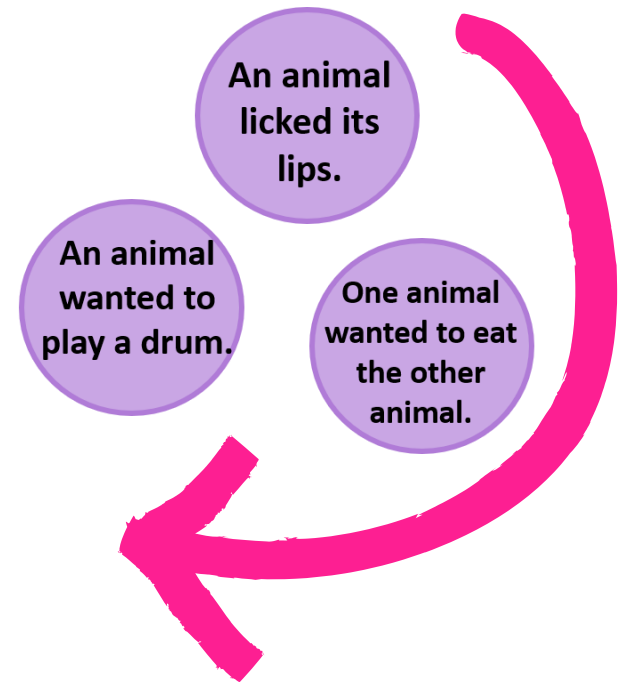 An animal
licked its
lips.
An animal
wanted to
play a drum.
One animal
wanted to eat
the other
animal.